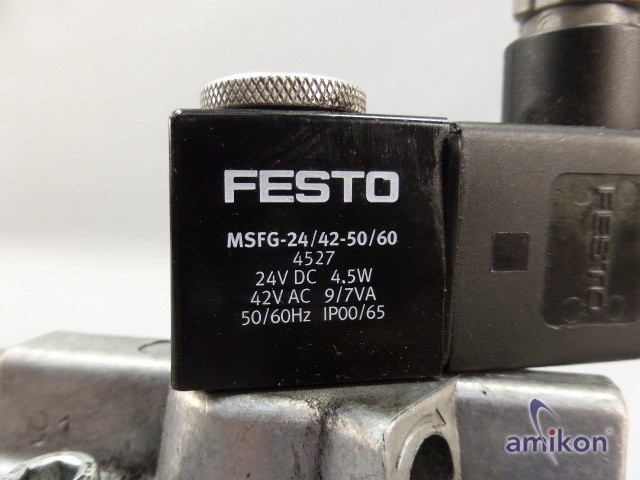 FESTO
MSFG-24/42-50/60
4527
24V DC 4,5W
42V AC 9/7VA
50/60Hz IP00/65
FESTO
amikon